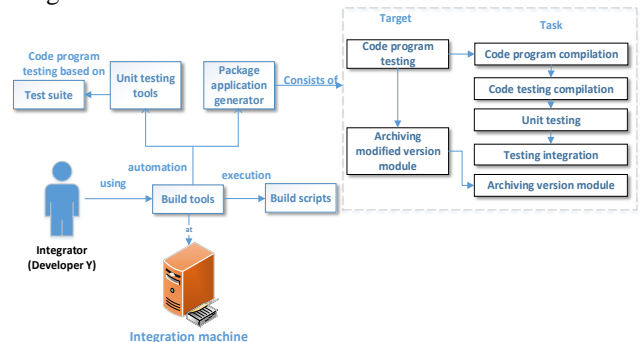 Target
Task
Code program
testing based on
Test suite
Unit testing
tools
Package
application
generator
Consists of
Code program
testing
Archiving
modified version
module
Code program compilation
Code testing compilation
Unit testing
Testing integration
Archiving version module
automation
using
execution
Build tools
Build scripts
at
Integrator
(Developer Y)
Integration machine